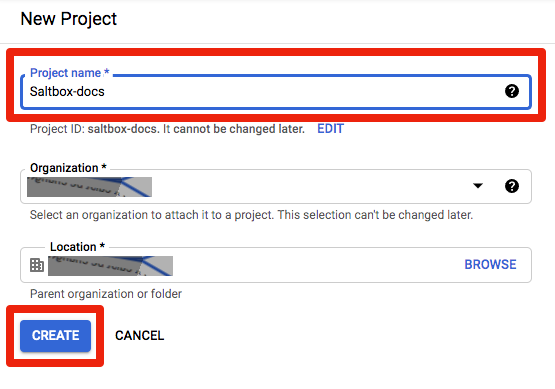 New Project
Project name *
Saltbox-docs
Project ID: saltbox-docs. It cannot be changed later. EDIT
Organization *
Select an organization to attach it to a project. This selection can't be changed later.
Location *
BROWSE
Parent organization or folder
CREATE CANCEL